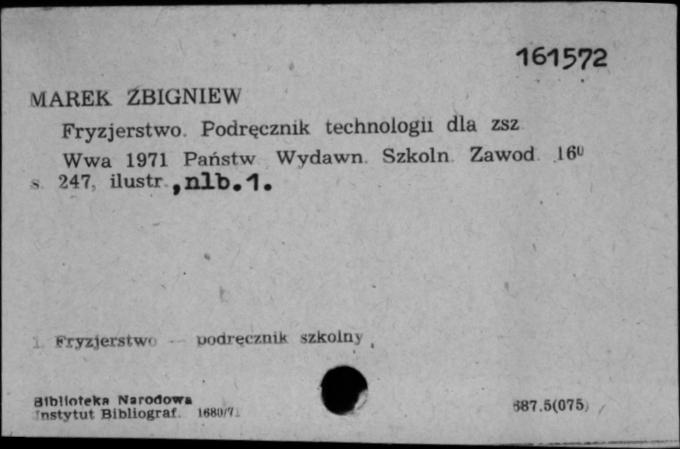 161572
MAREK ZBIGNIEW
Fryzjerstwo. Podręcznik technologii dla zsz
Wwa 1971 Państw Wydawn. Szkoln. Zawod. 16⁰
s. 247, ilustr., nlb.1.
1. Fryzjerstwo — podręcznik szkolny
Biblioteka Narodowa
Instytut Bibliograf. 1680/71
687.5(075)